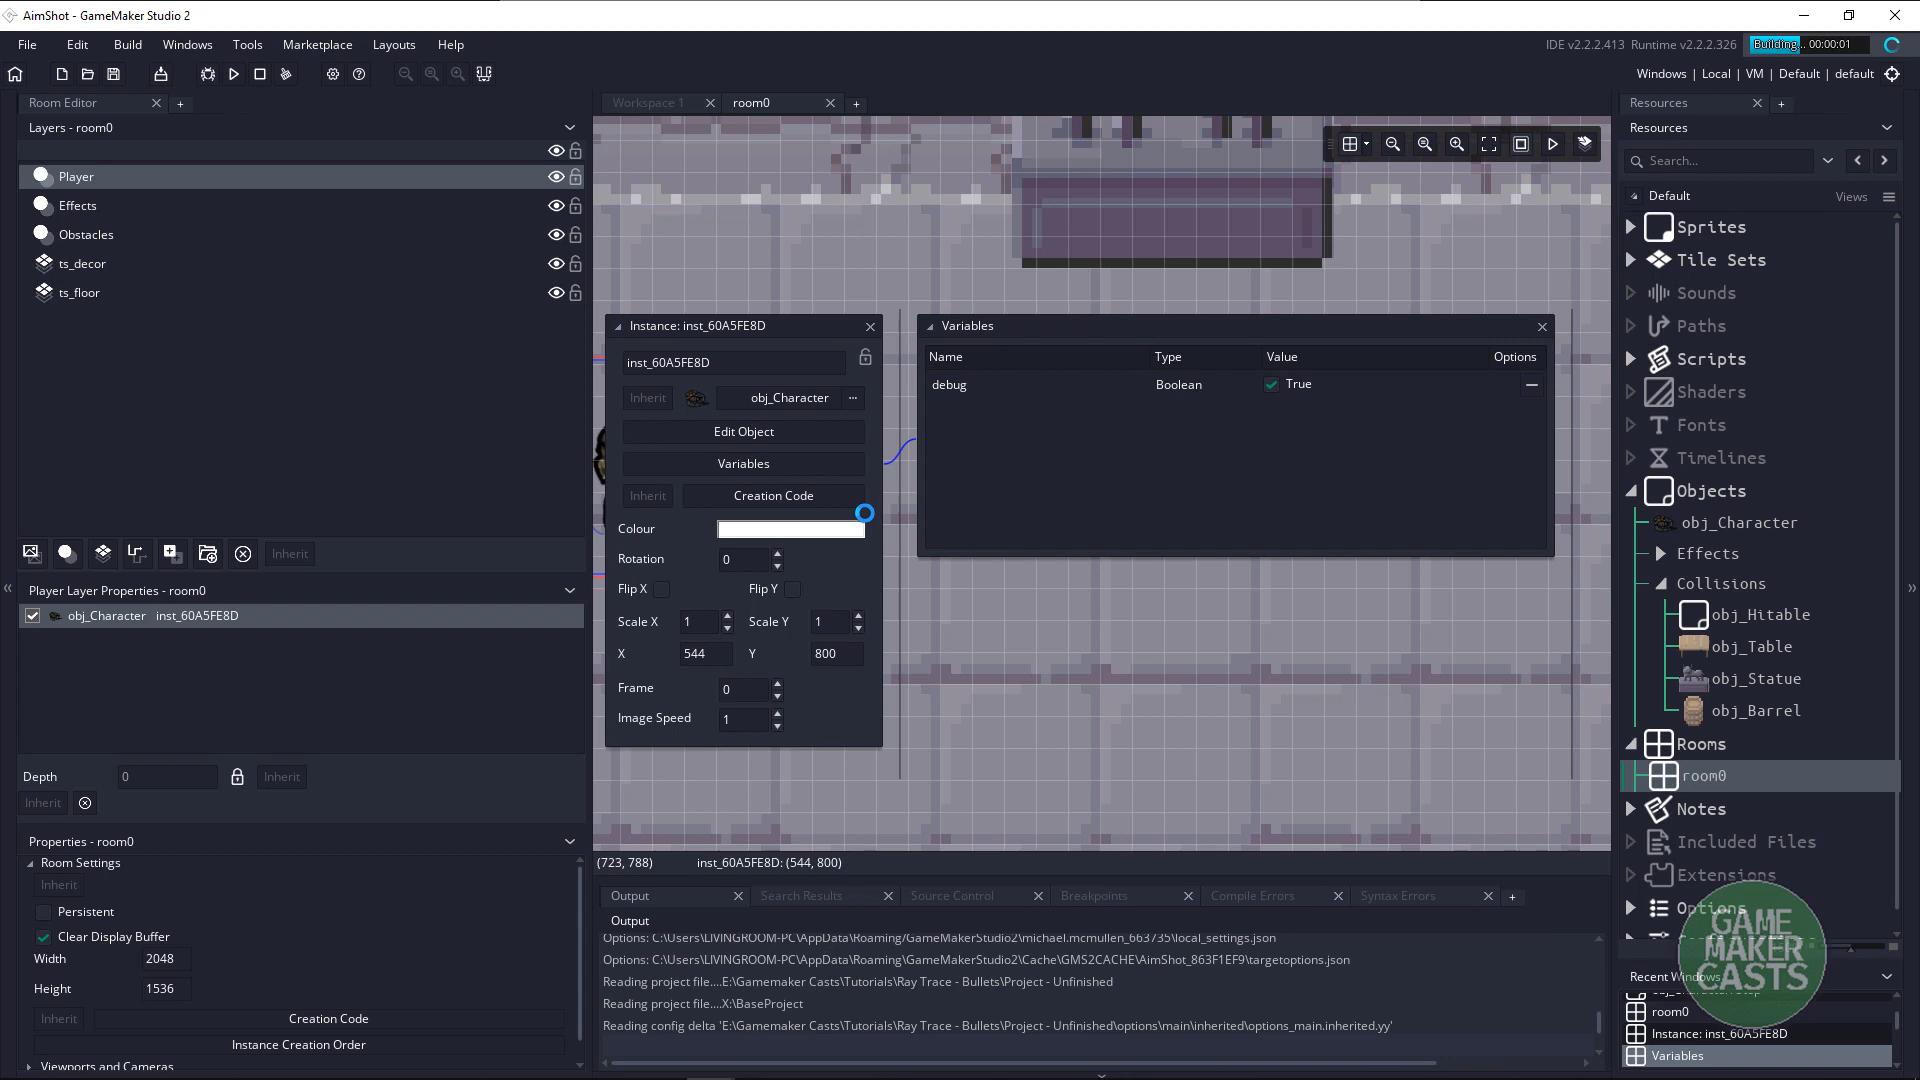 AimShot - GameMaker Studio 2
File Edit Build Windows Tools Marketplace Layouts Help
IDE v2.2.2.413 Runtime v2.2.2.326 Building... 00:00:01
Windows | Local | VM | Default | default
Room Editor
Layers - room0
Player
Effects
Obstacles
ts_decor
ts_floor
Inherit
Player Layer Properties - room0
obj_Character inst_60A5FE8D
Depth 0 Inherit
Inherit
Properties - room0
Room Settings
Inherit
Persistent
Clear Display Buffer
Width 2048
Height 1536
Inherit Creation Code
Instance Creation Order
Viewports and Cameras
Workspace 1 room0
Instance: inst_60A5FE8D
inst_60A5FE8D
Inherit obj_Character ...
Edit Object
Variables
Inherit Creation Code
Colour
Rotation 0
Flip X Flip Y
Scale X 1 Scale Y 1
X 544 Y 800
Frame 0
Image Speed 1
Variables
Name Type Value Options
debug Boolean True
(723, 788) inst_60A5FE8D: (544, 800)
Output Search Results Source Control Breakpoints Compile Errors Syntax Errors
Output
Options: C:\Users\LIVINGROOM-PC\AppData\Roaming/GameMakerStudio2\michael.mcmullen_663735\local_settings.json
Options: C:\Users\LIVINGROOM-PC\AppData\Roaming\GameMakerStudio2\Cache\GMS2CACHE\AimShot_863F1EF9\targetoptions.json
Reading project file....E:\Gamemaker Casts\Tutorials\Ray Trace - Bullets\Project - Unfinished
Reading project file....X:\BaseProject
Reading config delta 'E:\Gamemaker Casts\Tutorials\Ray Trace - Bullets\Project - Unfinished\options\main\inherited\options_main.inherited.yy'
Resources
Resources
Search...
Default Views
Sprites
Tile Sets
Sounds
Paths
Scripts
Shaders
Fonts
Timelines
Objects
obj_Character
Effects
Collisions
obj_Hitable
obj_Table
obj_Statue
obj_Barrel
Rooms
room0
Notes
Included Files
Extensions
Options
GAME
MAKER
CASTS
Recent Windows
room0
Instance: inst_60A5FE8D
Variables